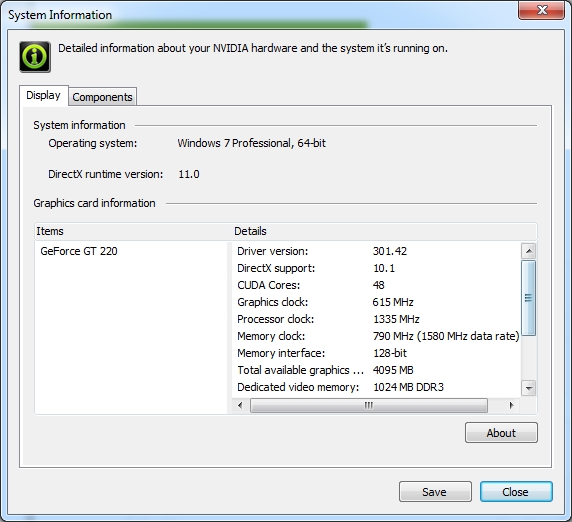 System Information
Detailed information about your NVIDIA hardware and the system it's running on.
Display Components
System information
Operating system: Windows 7 Professional, 64-bit
DirectX runtime version: 11.0
Graphics card information
Items Details
GeForce GT 220 Driver version: 301.42
DirectX support: 10.1
CUDA Cores: 48
Graphics clock: 615 MHz
Processor clock: 1335 MHz
Memory clock: 790 MHz (1580 MHz data rate)
Memory interface: 128-bit
Total available graphics ... 4095 MB
Dedicated video memory: 1024 MB DDR3
About
Save Close